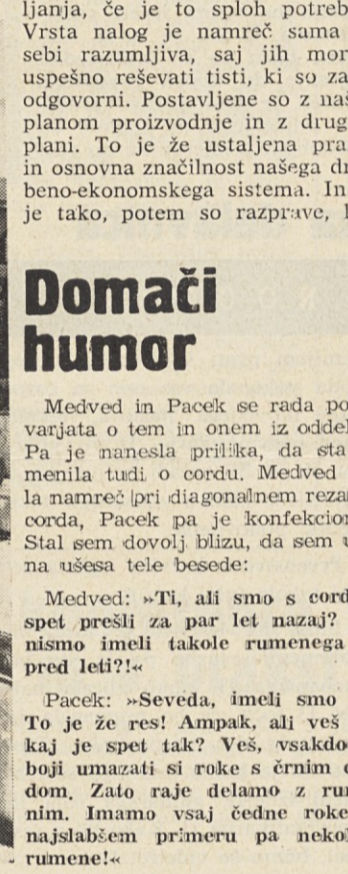 ljanja, če je to sploh potreb
Vrsta nalog je namreč sama
sebi razumljiva, saj jih mor
uspešno reševati tisti, ki so za
odgovorni. Postavljene so z naš
planom proizvodnje in z drug
plani. To je že ustaljena pra
in osnovna značilnost našega dr
beno-ekonomskega sistema. In
je tako, potem so razprave,
Domači
humor
Medved in Pacek se rada po
varjata o tem in onem iz oddel
Pa je nanesla prilika, da sta
menila tudi o cordu. Medved
la namreč pri diagonalnem reza
corda, Pacek pa je konfekcion
Stal sem dovolj blizu, da sem
na ušesa tele besede:
Medved: »Ti, ali smo s cord
spet prešli za par let nazaj?
nismo imeli takole rumenega
pred leti?!«
Pacek: »Seveda, imeli smo
To je že res! Ampak, ali veš
kaj je spet tak? Veš, vsakdo
boji umazati si roke s črnim
dom. Zato raje delamo z ru
nim. Imamo vsaj čedne roke
najslabšem primeru pa neko
rumene!«